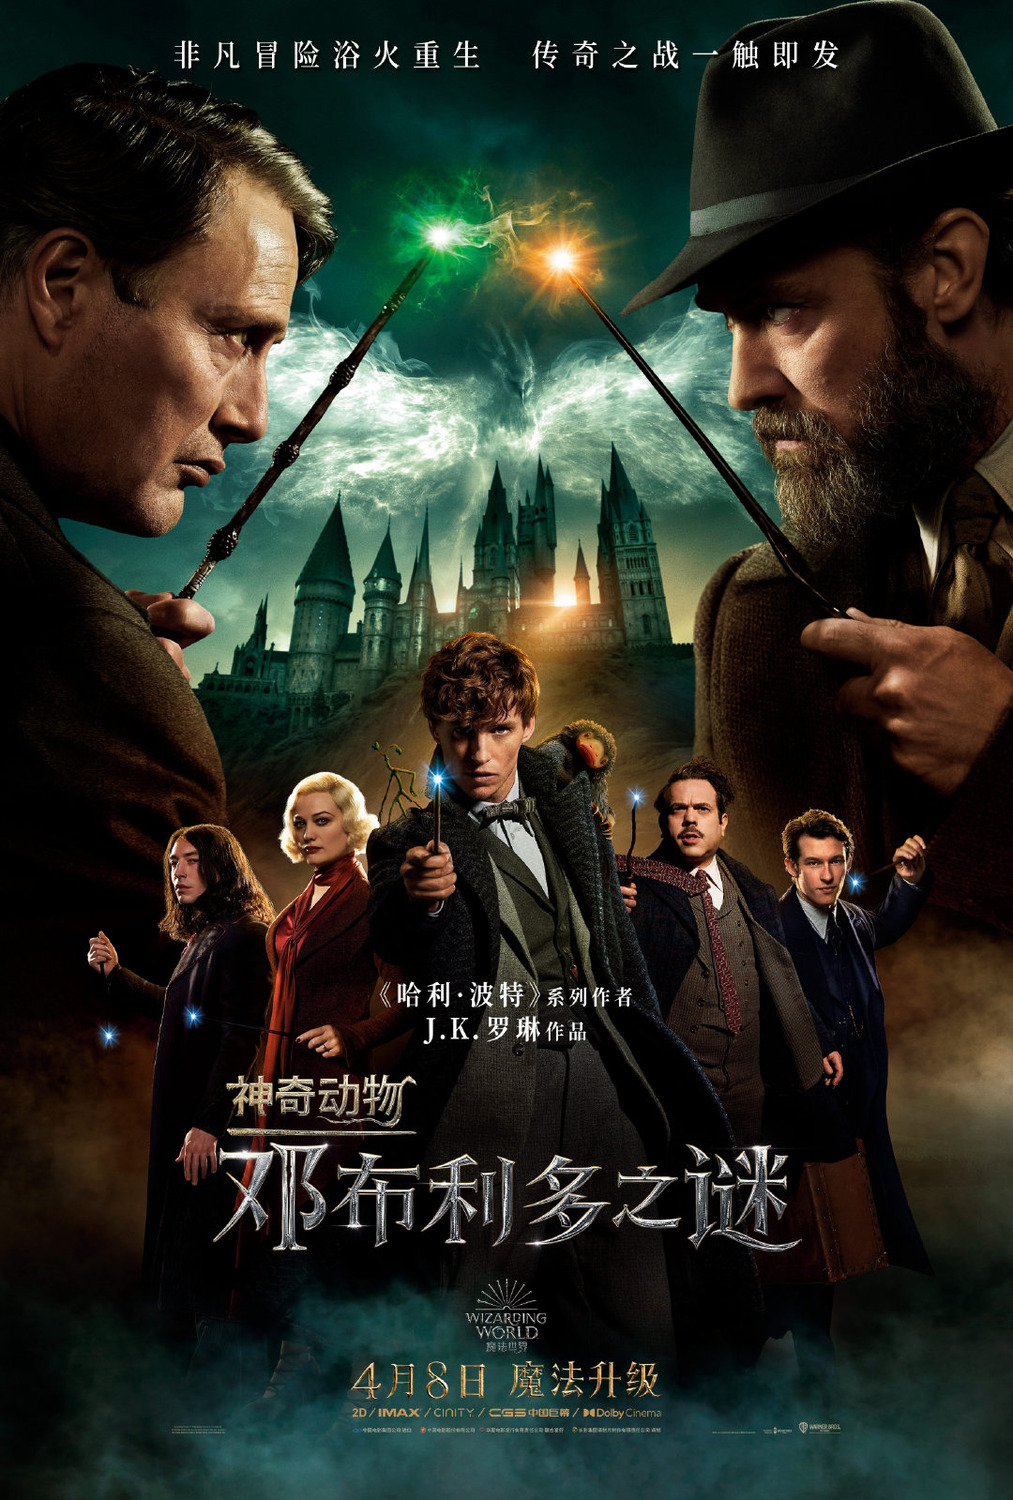 非凡冒险浴火重生 传奇之战一触即发
《哈利·波特》系列作者
J.K.罗琳作品
神奇动物
邓布利多之谜
WIZARDING
WORLD
魔法世界
4月8日 魔法升级
2D / IMAX / CINITY / CGS 中国巨幕 / Dolby Cinema
WARNER BROS.